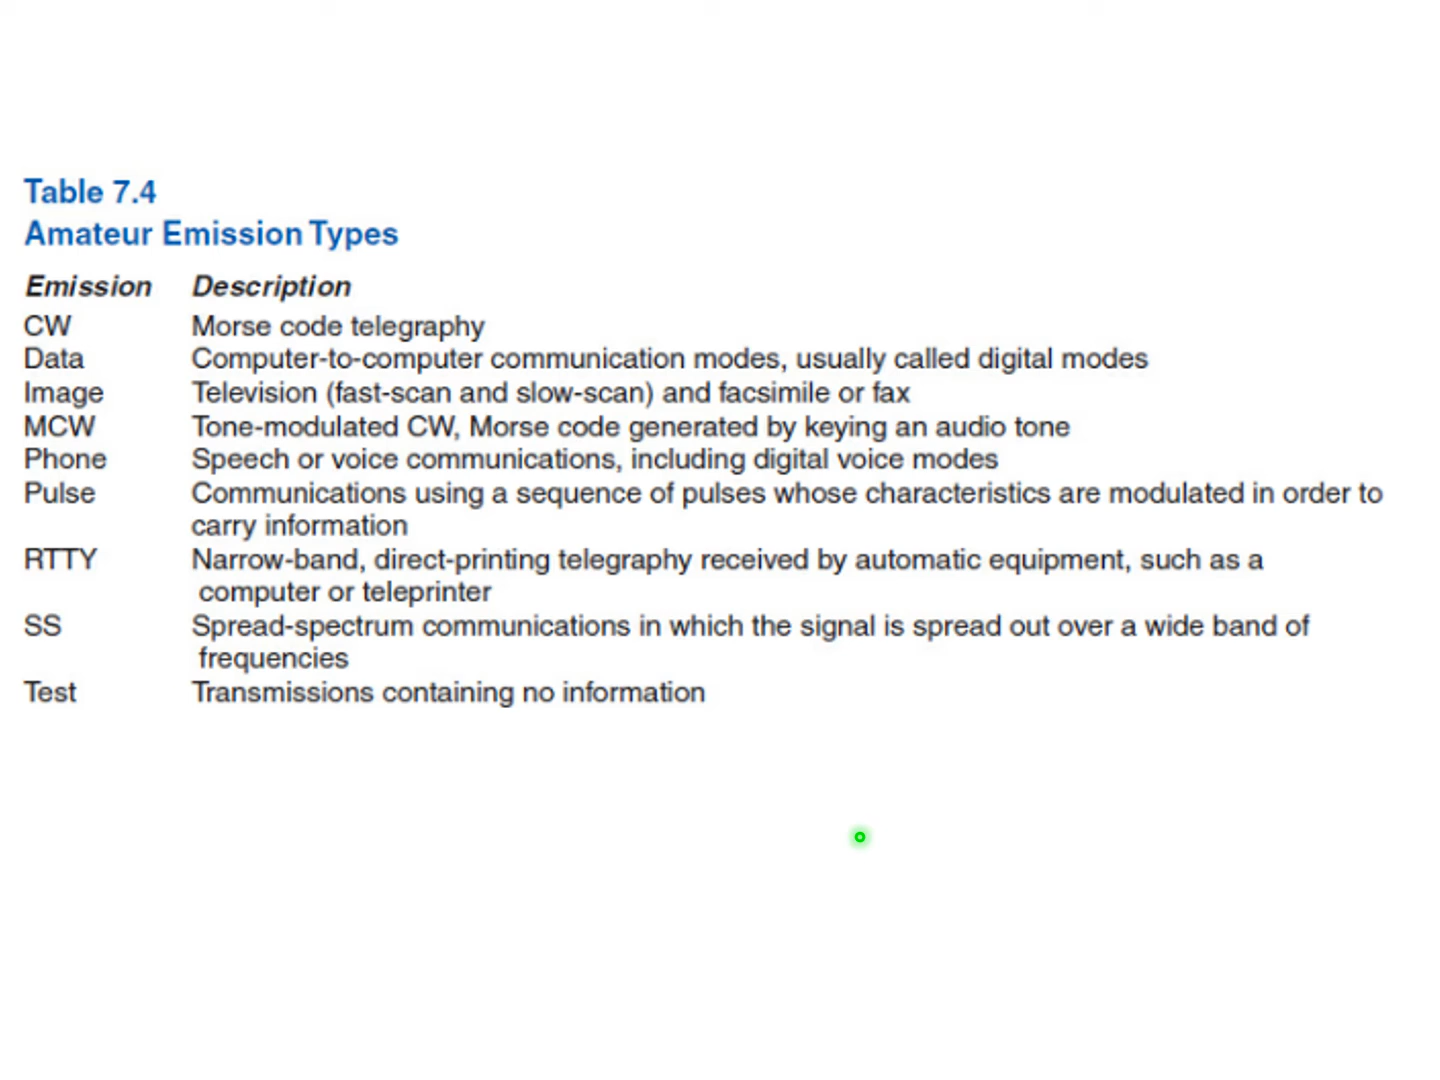 Table 7.4
Amateur Emission Types
Emission Description
CW Morse code telegraphy
Data Computer-to-computer communication modes, usually called digital modes
Image Television (fast-scan and slow-scan) and facsimile or fax
MCW Tone-modulated CW, Morse code generated by keying an audio tone
Phone Speech or voice communications, including digital voice modes
Pulse Communications using a sequence of pulses whose characteristics are modulated in order to
carry information
RTTY Narrow-band, direct-printing telegraphy received by automatic equipment, such as a
computer or teleprinter
SS Spread-spectrum communications in which the signal is spread out over a wide band of
frequencies
Test Transmissions containing no information